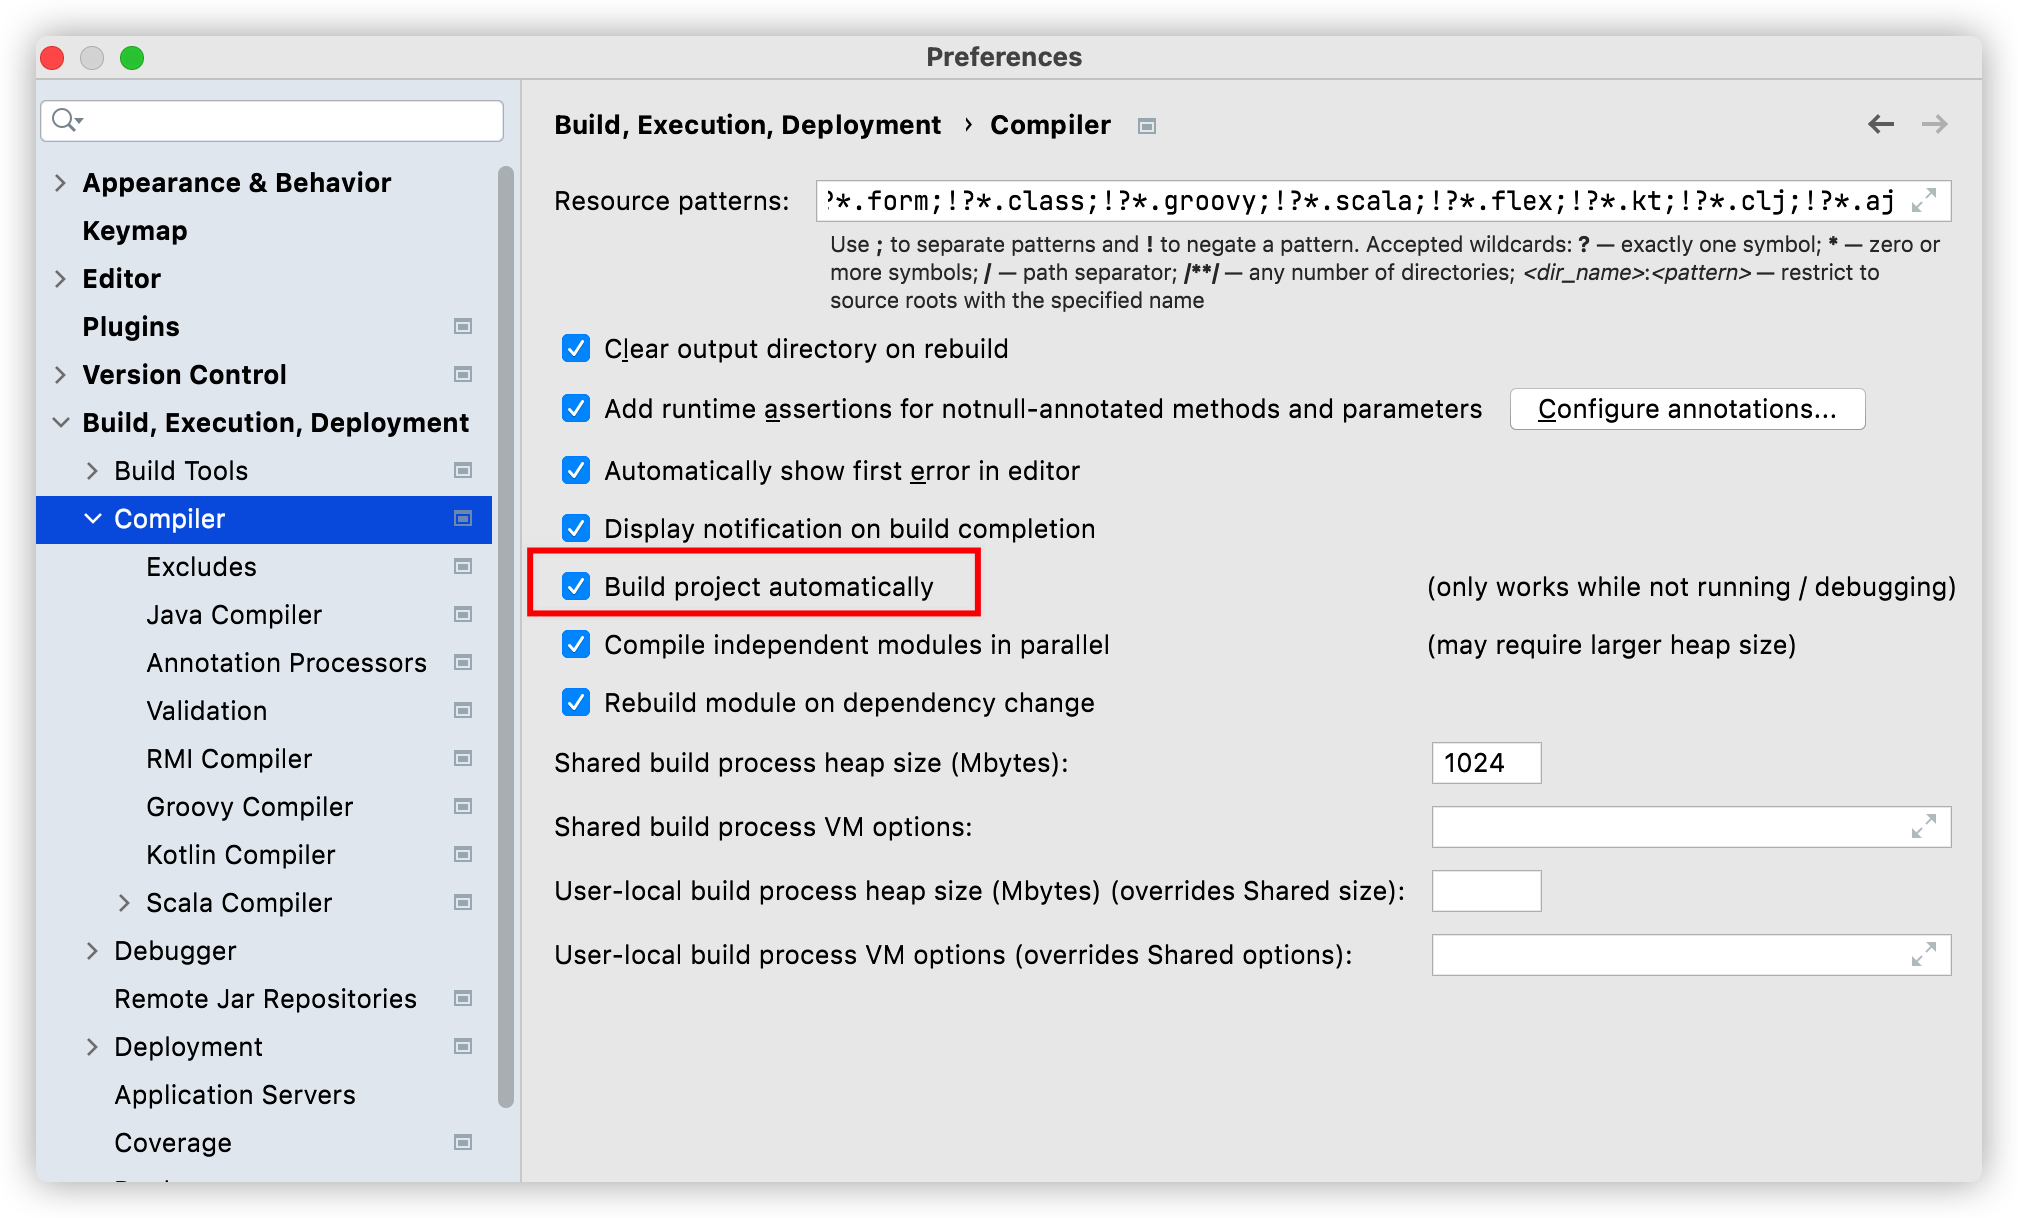 Preferences
Appearance & Behavior
Keymap
Editor
Plugins
Version Control
Build, Execution, Deployment
Build Tools
Compiler
Excludes
Java Compiler
Annotation Processors
Validation
RMI Compiler
Groovy Compiler
Kotlin Compiler
Scala Compiler
Debugger
Remote Jar Repositories
Deployment
Application Servers
Coverage
Build, Execution, Deployment › Compiler
Resource patterns: ?*.form;!?*.class;!?*.groovy;!?*.scala;!?*.flex;!?*.kt;!?*.clj;!?*.aj
Use ; to separate patterns and ! to negate a pattern. Accepted wildcards: ? — exactly one symbol; * — zero or
more symbols; / — path separator; /**/ — any number of directories; <dir_name>:<pattern> — restrict to
source roots with the specified name
Clear output directory on rebuild
Add runtime assertions for notnull-annotated methods and parameters Configure annotations...
Automatically show first error in editor
Display notification on build completion
Build project automatically (only works while not running / debugging)
Compile independent modules in parallel (may require larger heap size)
Rebuild module on dependency change
Shared build process heap size (Mbytes): 1024
Shared build process VM options:
User-local build process heap size (Mbytes) (overrides Shared size):
User-local build process VM options (overrides Shared options):